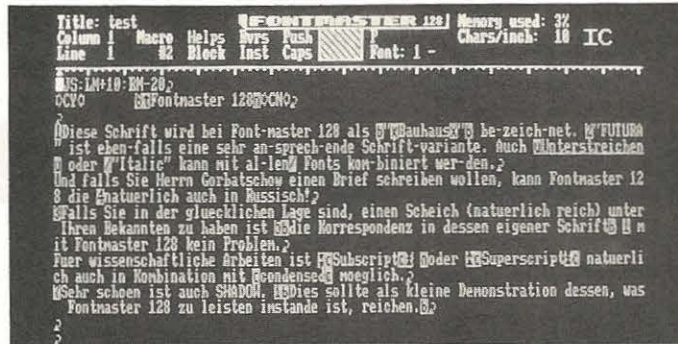 Title: test FONTMASTER 128 Memory used: 3%
Column 1 Macro Helps Rvrs Push P Chars/inch: 10 IC
Line 1 #2 Block Inst Caps Font: 1 -
JS:LM+10:RM-20
Fontmaster 128
Diese Schrift wird bei Font-master 128 als "Bauhaus" be-zeich-net. "FUTURA
" ist eben-falls eine sehr an-sprech-ende Schrift-variante. Auch Unterstreichen
oder "Italic" kann mit al-len Fonts kom-biniert wer-den.
Und falls Sie Herrn Gorbatschow einen Brief schreiben wollen, kann Fontmaster 12
8 die natuerlich auch in Russisch!
Falls Sie in der gluecklichen Lage sind, einen Scheich (natuerlich reich) unter
Ihren Bekannten zu haben ist die Korrespondenz in dessen eigener Schrift m
it Fontmaster 128 kein Problem.
Fuer wissenschaftliche Arbeiten ist Subscript oder Superscript natuerli
ch auch in Kombination mit condensed moeglich.
Sehr schoen ist auch SHADOW. Dies sollte als kleine Demonstration dessen, was
Fontmaster 128 zu leisten imstande ist, reichen.